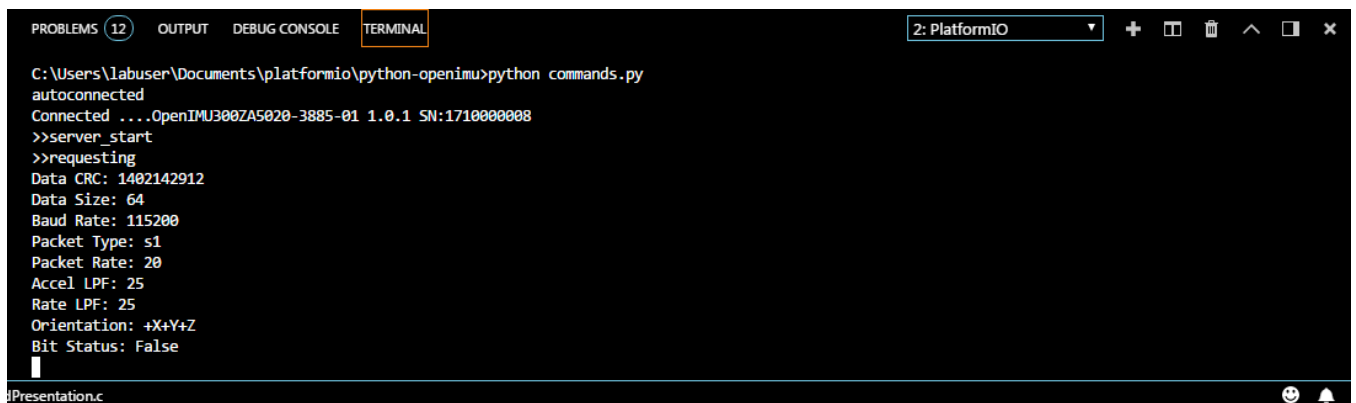 PROBLEMS 12 OUTPUT DEBUG CONSOLE TERMINAL 2: PlatformIO
C:\Users\labuser\Documents\platformio\python-openimu>python commands.py
autoconnected
Connected ....OpenIMU300ZA5020-3885-01 1.0.1 SN:1710000008
>>server_start
>>requesting
Data CRC: 1402142912
Data Size: 64
Baud Rate: 115200
Packet Type: s1
Packet Rate: 20
Accel LPF: 25
Rate LPF: 25
Orientation: +X+Y+Z
Bit Status: False
dPresentation.c